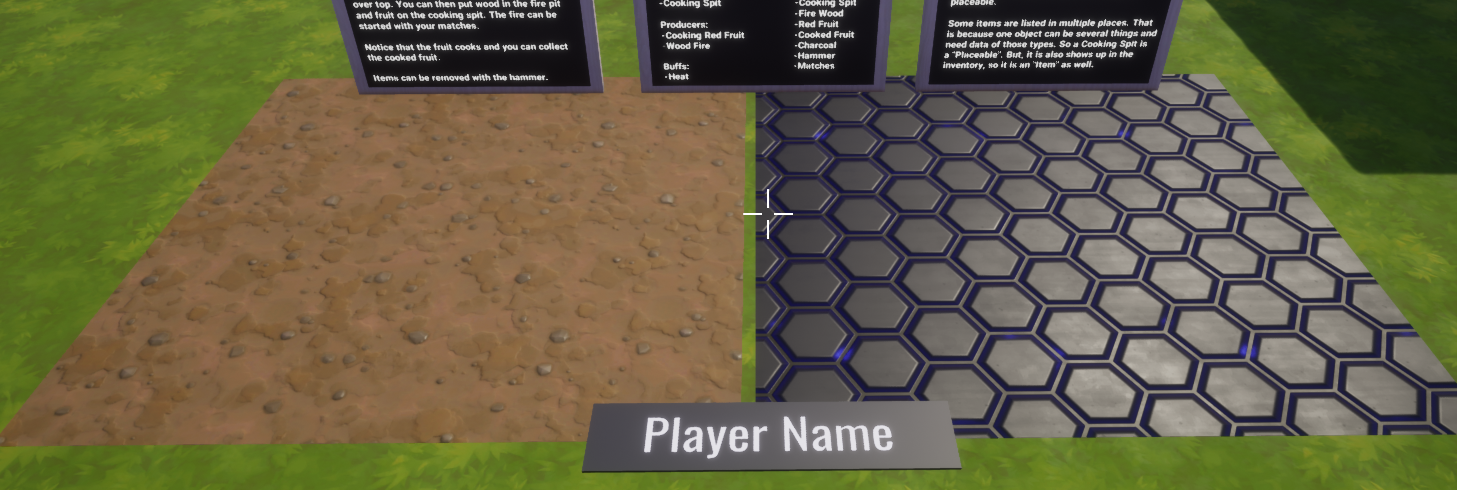 over top. You can then put wood in the fire pit
and fruit on the cooking spit. The fire can be
started with your matches.
Notice that the fruit cooks and you can collect
the cooked fruit.
Items can be removed with the hammer.
-Cooking Spit
Producers:
-Cooking Red Fruit
-Wood Fire
Buffs:
-Heat
-Cooking Spit
-Fire Wood
-Red Fruit
-Cooked Fruit
-Charcoal
-Hammer
-Matches
placeable.
Some items are listed in multiple places. That
is because one object can be several things and
need data of those types. So a Cooking Spit is
a "Placeable". But, it is also shows up in the
inventory, so it is an "Item" as well.
Player Name